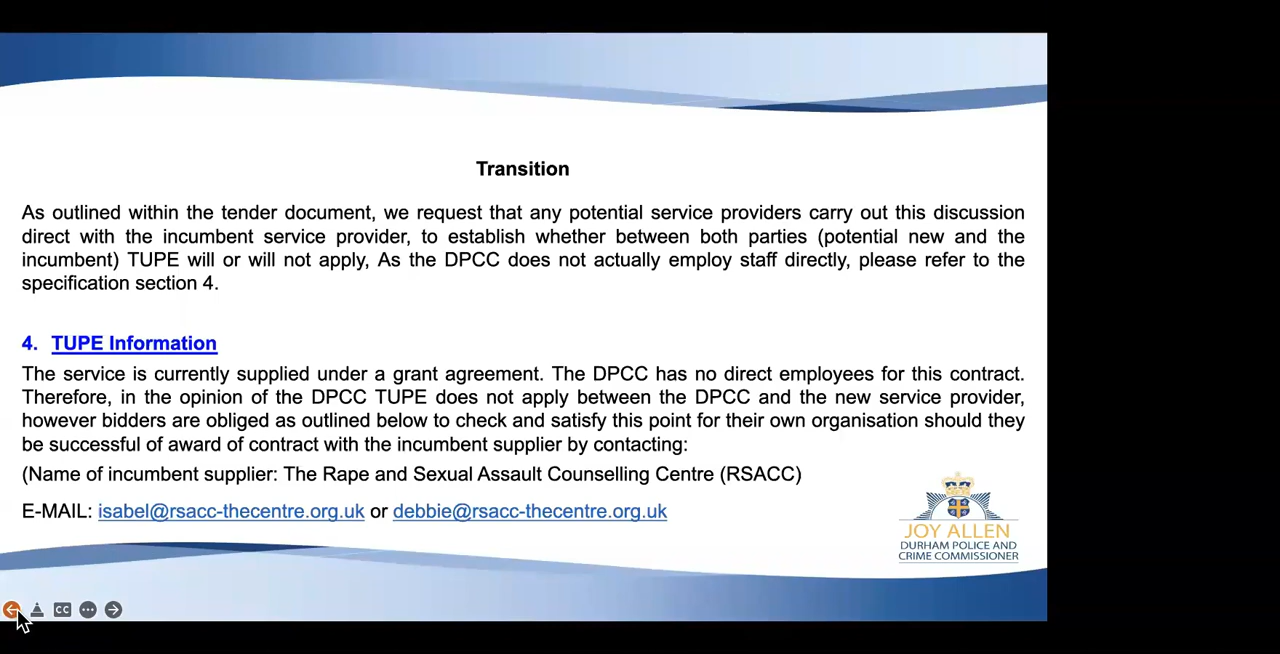 Transition
As outlined within the tender document, we request that any potential service providers carry out this discussion
direct with the incumbent service provider, to establish whether between both parties (potential new and the
incumbent) TUPE will or will not apply, As the DPCC does not actually employ staff directly, please refer to the
specification section 4.
4. TUPE Information
The service is currently supplied under a grant agreement. The DPCC has no direct employees for this contract.
Therefore, in the opinion of the DPCC TUPE does not apply between the DPCC and the new service provider,
however bidders are obliged as outlined below to check and satisfy this point for their own organisation should they
be successful of award of contract with the incumbent supplier by contacting:
(Name of incumbent supplier: The Rape and Sexual Assault Counselling Centre (RSACC)
E-MAIL: isabel@rsacc-thecentre.org.uk or debbie@rsacc-thecentre.org.uk
JOY ALLEN
DURHAM POLICE AND
CRIME COMMISSIONER
CC